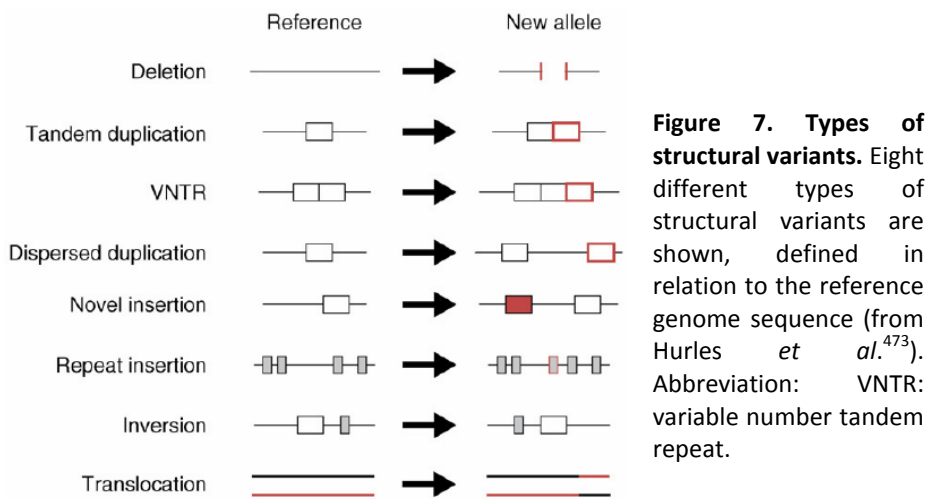 Reference New allele
Deletion
Tandem duplication
VNTR
Dispersed duplication
Novel insertion
Repeat insertion
Inversion
Translocation
Figure 7. Types of
structural variants. Eight
different types of
structural variants are
shown, defined in
relation to the reference
genome sequence (from
Hurles et al.473).
Abbreviation: VNTR:
variable number tandem
repeat.